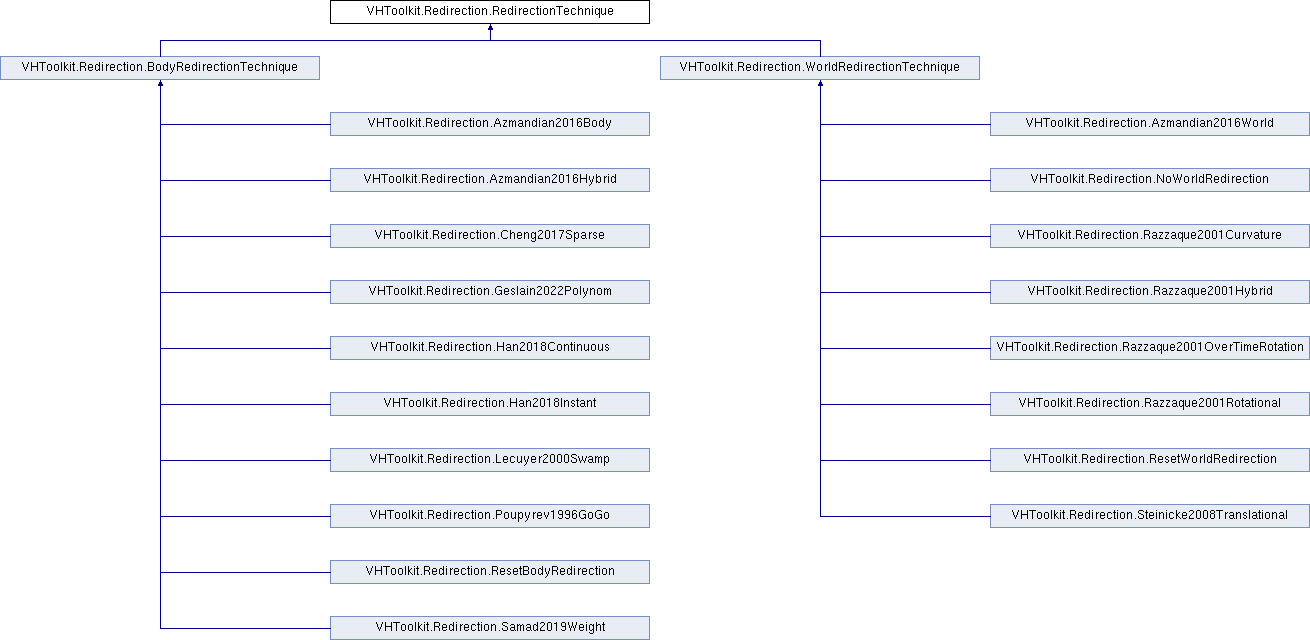 VHToolkit.Redirection.RedirectionTechnique
VHToolkit.Redirection.BodyRedirectionTechnique
VHToolkit.Redirection.WorldRedirectionTechnique
VHToolkit.Redirection.Azmandian2016Body
VHToolkit.Redirection.Azmandian2016World
VHToolkit.Redirection.Azmandian2016Hybrid
VHToolkit.Redirection.NoWorldRedirection
VHToolkit.Redirection.Cheng2017Sparse
VHToolkit.Redirection.Razzaque2001Curvature
VHToolkit.Redirection.Geslain2022Polynom
VHToolkit.Redirection.Razzaque2001Hybrid
VHToolkit.Redirection.Han2018Continuous
VHToolkit.Redirection.Razzaque2001OverTimeRotation
VHToolkit.Redirection.Han2018Instant
VHToolkit.Redirection.Razzaque2001Rotational
VHToolkit.Redirection.Lecuyer2000Swamp
VHToolkit.Redirection.ResetWorldRedirection
VHToolkit.Redirection.Poupyrev1996GoGo
VHToolkit.Redirection.Steinicke2008Translational
VHToolkit.Redirection.ResetBodyRedirection
VHToolkit.Redirection.Samad2019Weight